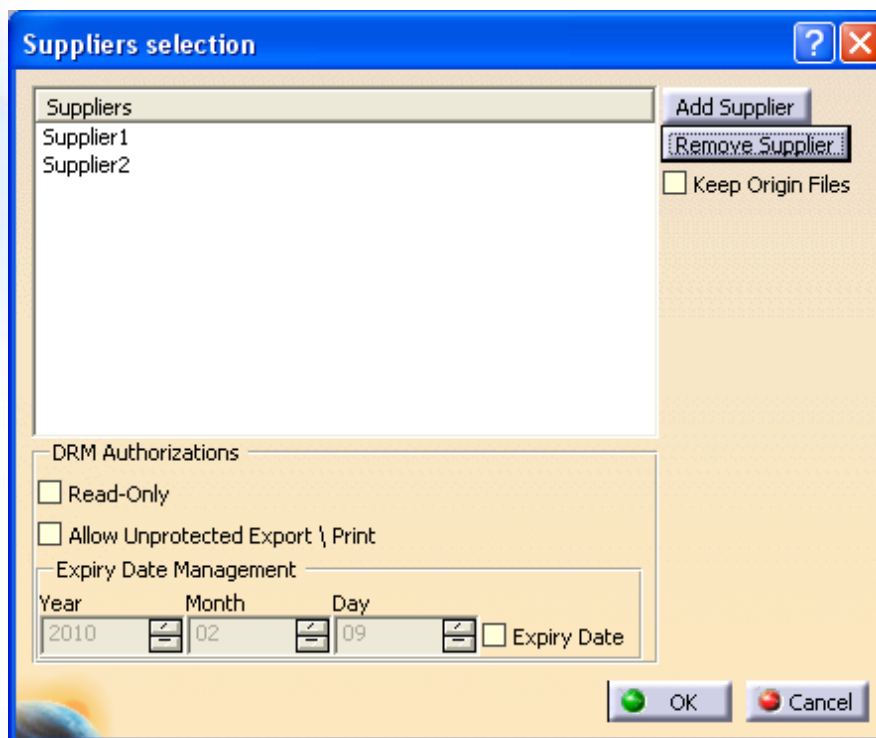 Suppliers selection
?
Suppliers
Supplier1
Supplier2
Add Supplier
Remove Supplier
Keep Origin Files
DRM Authorizations
Read-Only
Allow Unprotected Export \ Print
Expiry Date Management
Year Month Day
2010 02 09 Expiry Date
OK Cancel